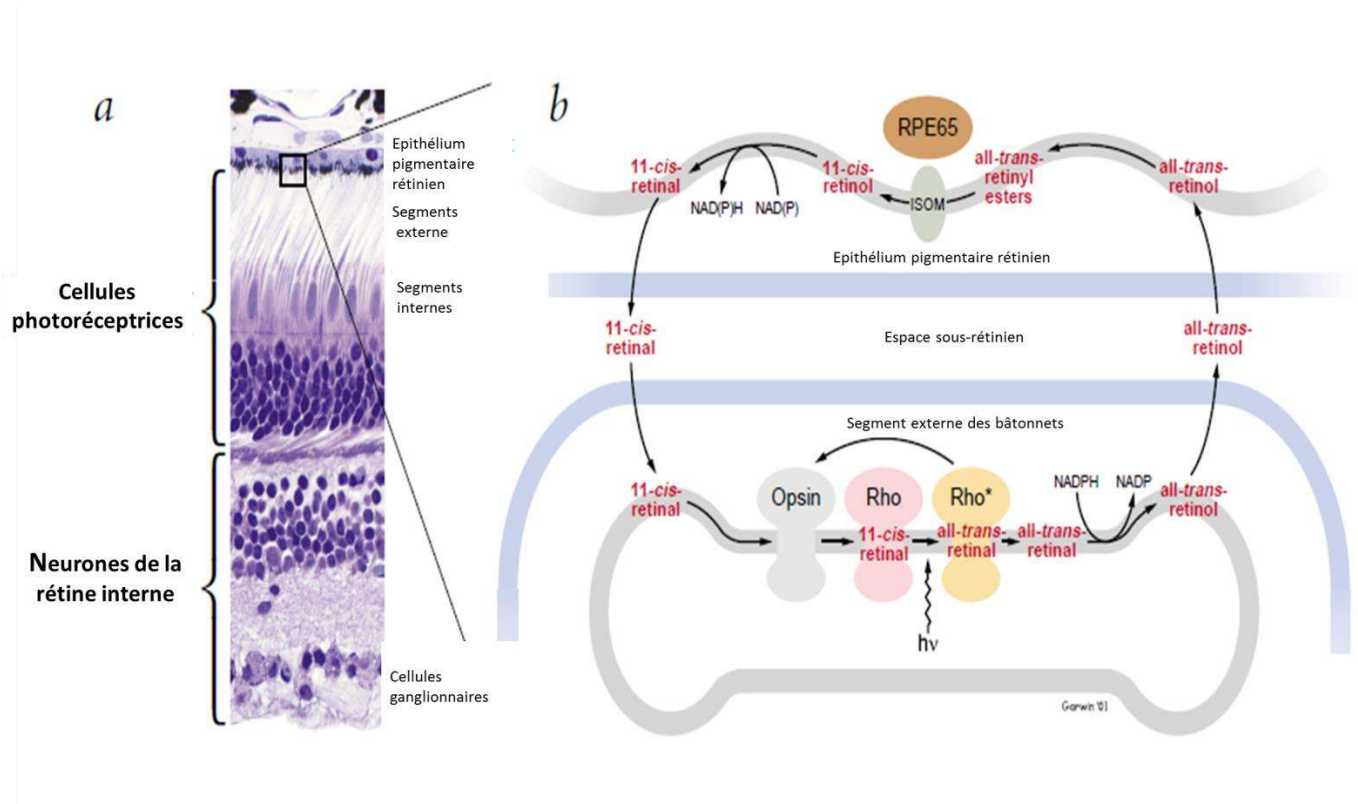 a
Epithélium
pigmentaire
rétinien
Segments
externe
Segments
internes
Cellules
photoréceptrices
Neurones de la
rétine interne
Cellules
ganglionnaires
b
RPE65
11-cis-
retinal
NAD(P)H
NAD(P)
11-cis-
retinol
ISOM
all-trans-
retinyl
esters
all-trans-
retinol
Epithélium pigmentaire rétinien
11-cis-
retinal
Espace sous-rétinien
all-trans-
retinol
Segment externe des bâtonnets
11-cis-
retinal
Opsin
Rho
Rho*
11-cis-
retinal
all-trans-
retinal
all-trans-
retinal
NADPH
NADP
all-trans-
retinol
hν
Garwin '01